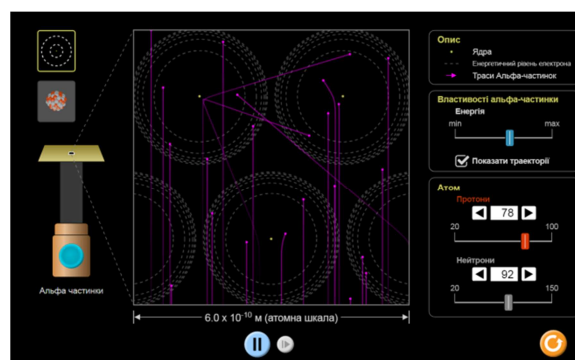 Опис
Ядра
Енергетичний рівень електрона
Траси Альфа-частинок
Властивості альфа-частинки
Енергія
min max
Показати траєкторії
Атом
Протони
78
20 100
Нейтрони
92
20 150
Альфа частинки
6.0 x 10⁻¹⁰ м (атомна шкала)